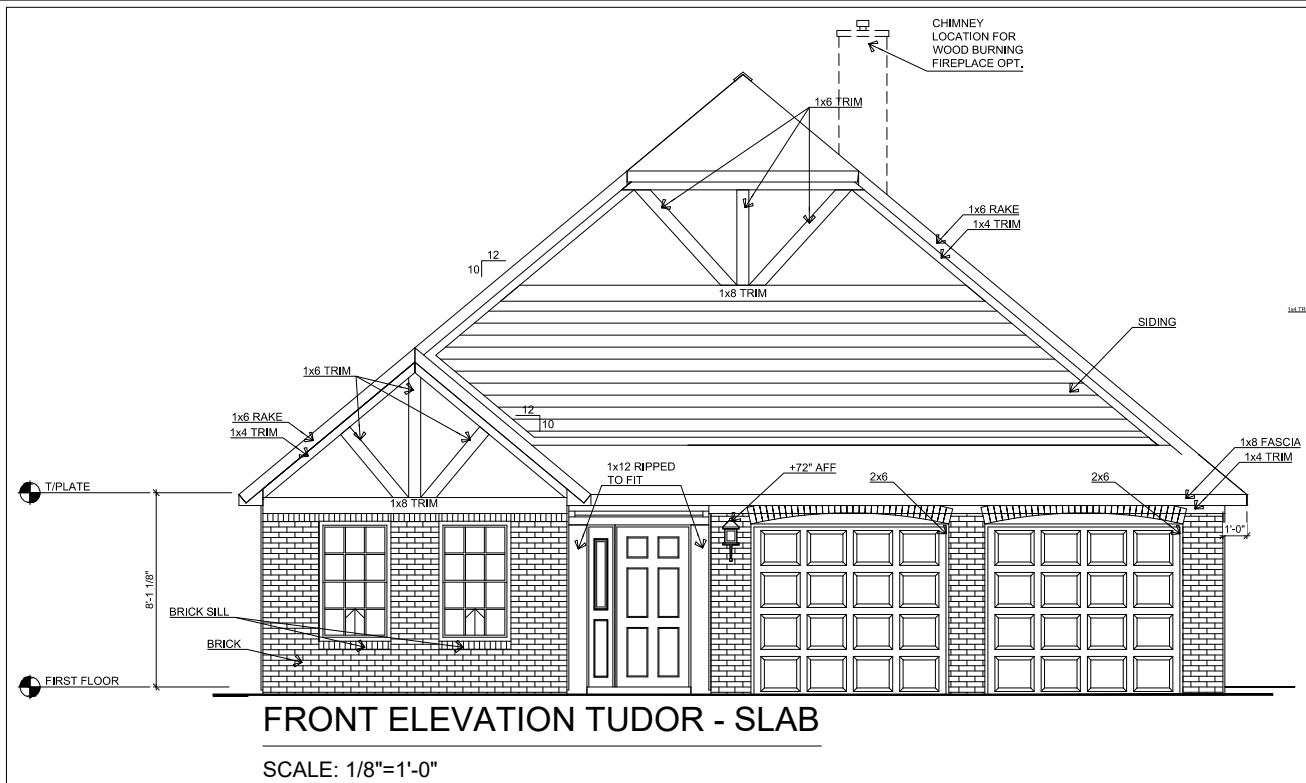 CHIMNEY
LOCATION FOR
WOOD BURNING
FIREPLACE OPT.
1x6 TRIM
1x6 RAKE
1x4 TRIM
12
10
1x8 TRIM
SIDING
1x4 TR
1x6 TRIM
1x6 RAKE
1x4 TRIM
12
10
1x8 FASCIA
1x4 TRIM
1x12 RIPPED
TO FIT
+72" AFF
2x6
2x6
T/PLATE
1x8 TRIM
1'-0"
8'-1 1/8"
BRICK SILL
BRICK
FIRST FLOOR
FRONT ELEVATION TUDOR - SLAB
SCALE: 1/8"=1'-0"